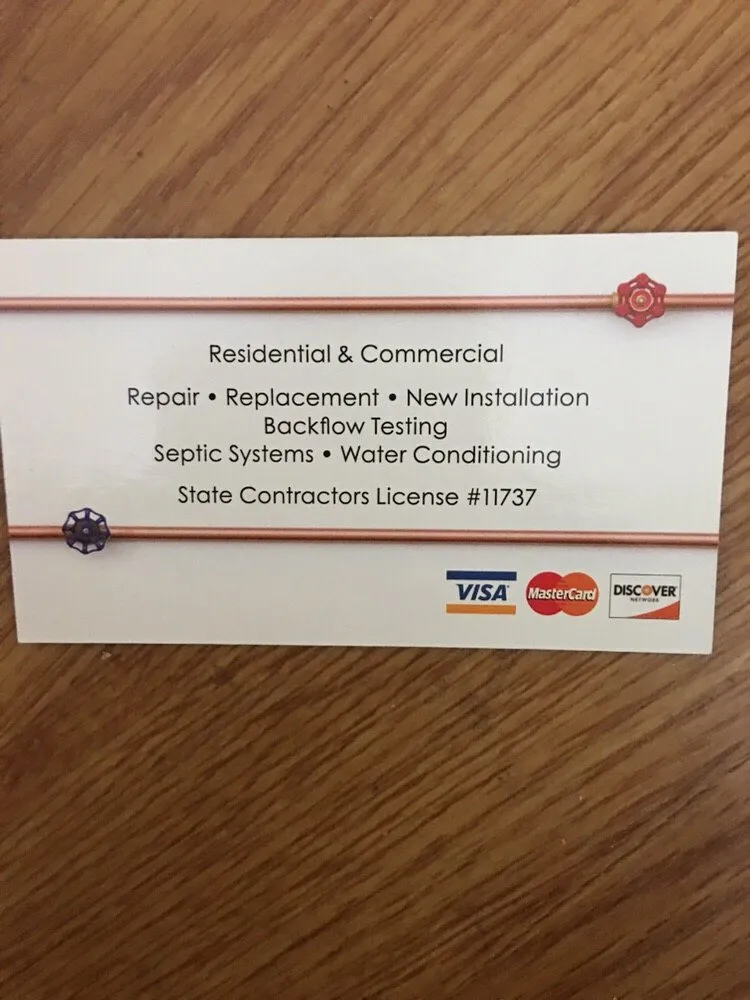 Residential & Commercial
Repair • Replacement • New Installation
Backflow Testing
Septic Systems • Water Conditioning
State Contractors License #11737
VISA MasterCard DISCOVER
NETWORK